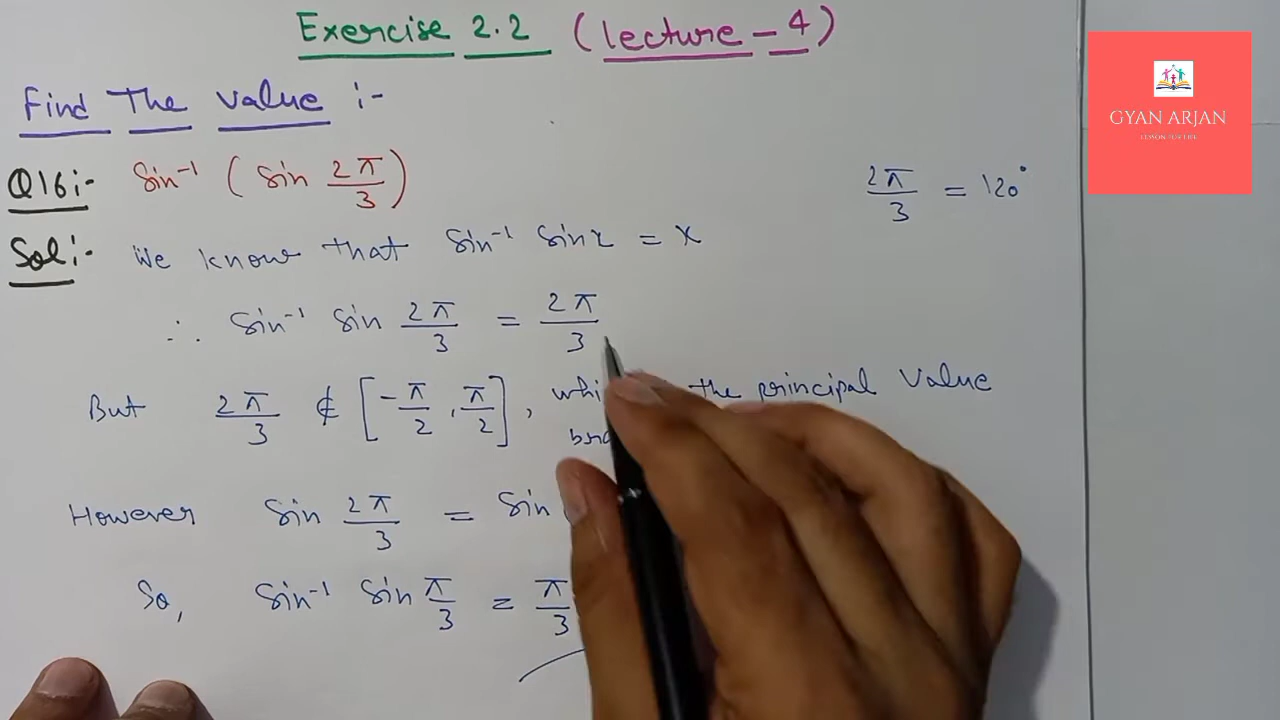 Exercise 2.2 (lecture - 4)
Find The value :-
GYAN ARJAN
Q16:- Sin⁻¹ (Sin 2π/3)
2π/3 = 120°
Sol:- We know that Sin⁻¹ Sinx = x
∴ Sin⁻¹ Sin 2π/3 = 2π/3
But 2π/3 ∉ [-π/2, π/2], the principal value
However Sin 2π/3 = Sin
So, Sin⁻¹ Sin π/3 = π/3